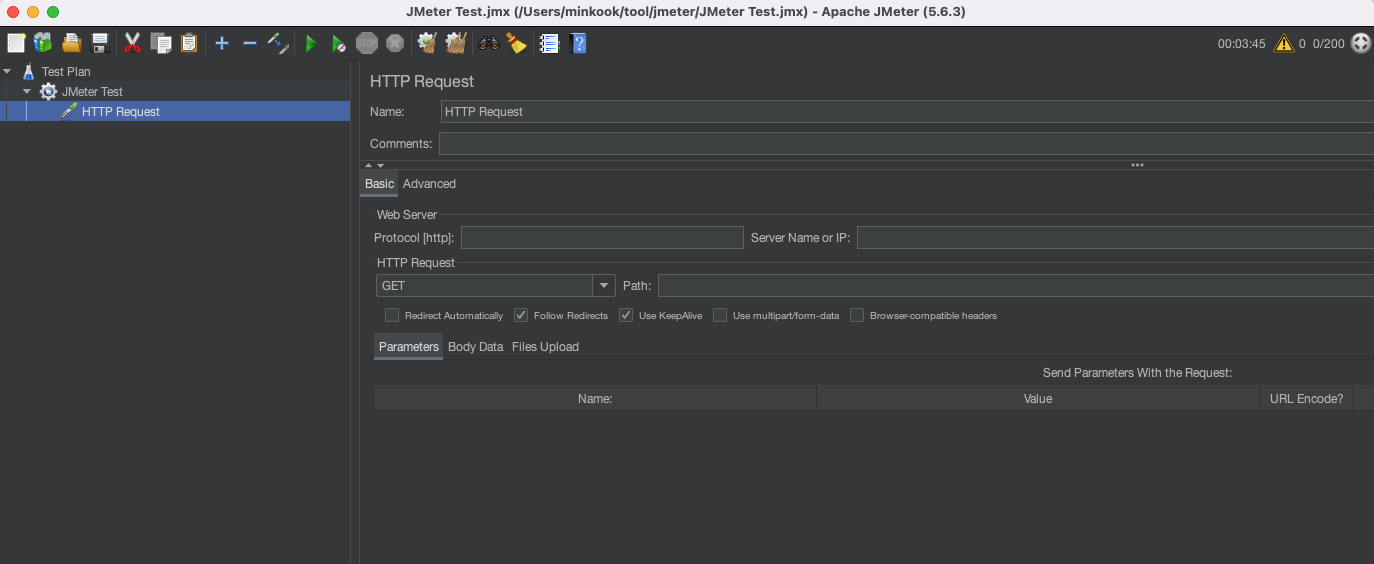 JMeter Test.jmx (/Users/minkook/tool/jmeter/JMeter Test.jmx) - Apache JMeter (5.6.3)
STOP 00:03:45 0 0/200
Test Plan
JMeter Test
HTTP Request
HTTP Request
Name: HTTP Request
Comments:
Basic Advanced
Web Server
Protocol [http]: Server Name or IP:
HTTP Request
GET Path:
Redirect Automatically Follow Redirects Use KeepAlive Use multipart/form-data Browser-compatible headers
Parameters Body Data Files Upload
Send Parameters With the Request:
Name: Value URL Encode?